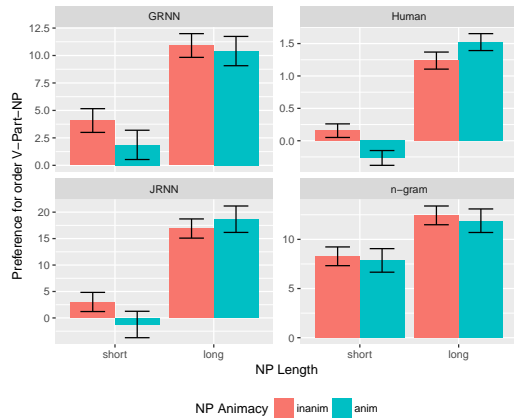 GRNN
Human
12.5
10.0
7.5
5.0
2.5
0.0
1.5
1.0
0.5
0.0
JRNN
n-gram
20
15
10
5
0
10
5
0
short
long
short
long
Preference for order V−Part−NP
NP Length
NP Animacy inanim anim